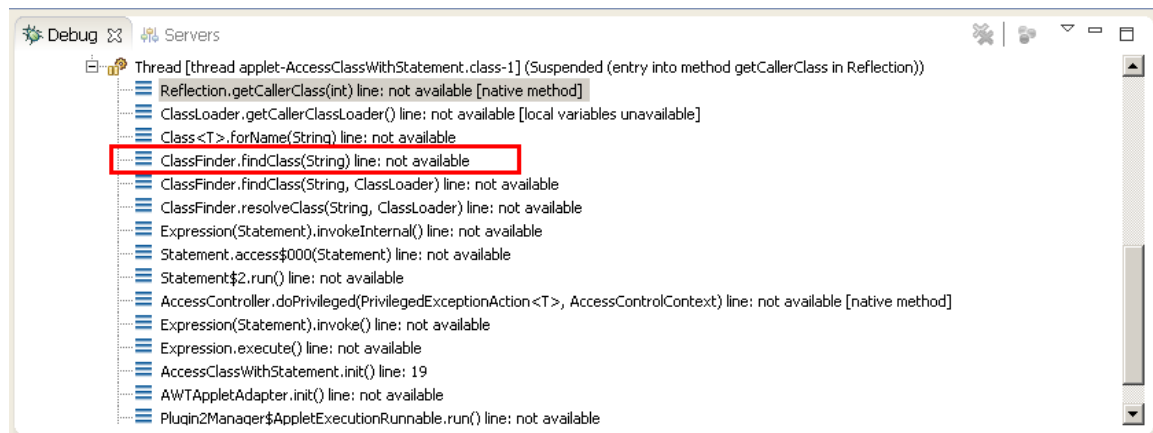 Debug Servers
Thread [thread applet-AccessClassWithStatement.class-1] (Suspended (entry into method getCallerClass in Reflection))
Reflection.getCallerClass(int) line: not available [native method]
ClassLoader.getCallerClassLoader() line: not available [local variables unavailable]
Class<T>.forName(String) line: not available
ClassFinder.findClass(String) line: not available
ClassFinder.findClass(String, ClassLoader) line: not available
ClassFinder.resolveClass(String, ClassLoader) line: not available
Expression(Statement).invokeInternal() line: not available
Statement.access$000(Statement) line: not available
Statement$2.run() line: not available
AccessController.doPrivileged(PrivilegedExceptionAction<T>, AccessControlContext) line: not available [native method]
Expression(Statement).invoke() line: not available
Expression.execute() line: not available
AccessClassWithStatement.init() line: 19
AWTAppletAdapter.init() line: not available
Plugin2Manager$AppletExecutionRunnable.run() line: not available